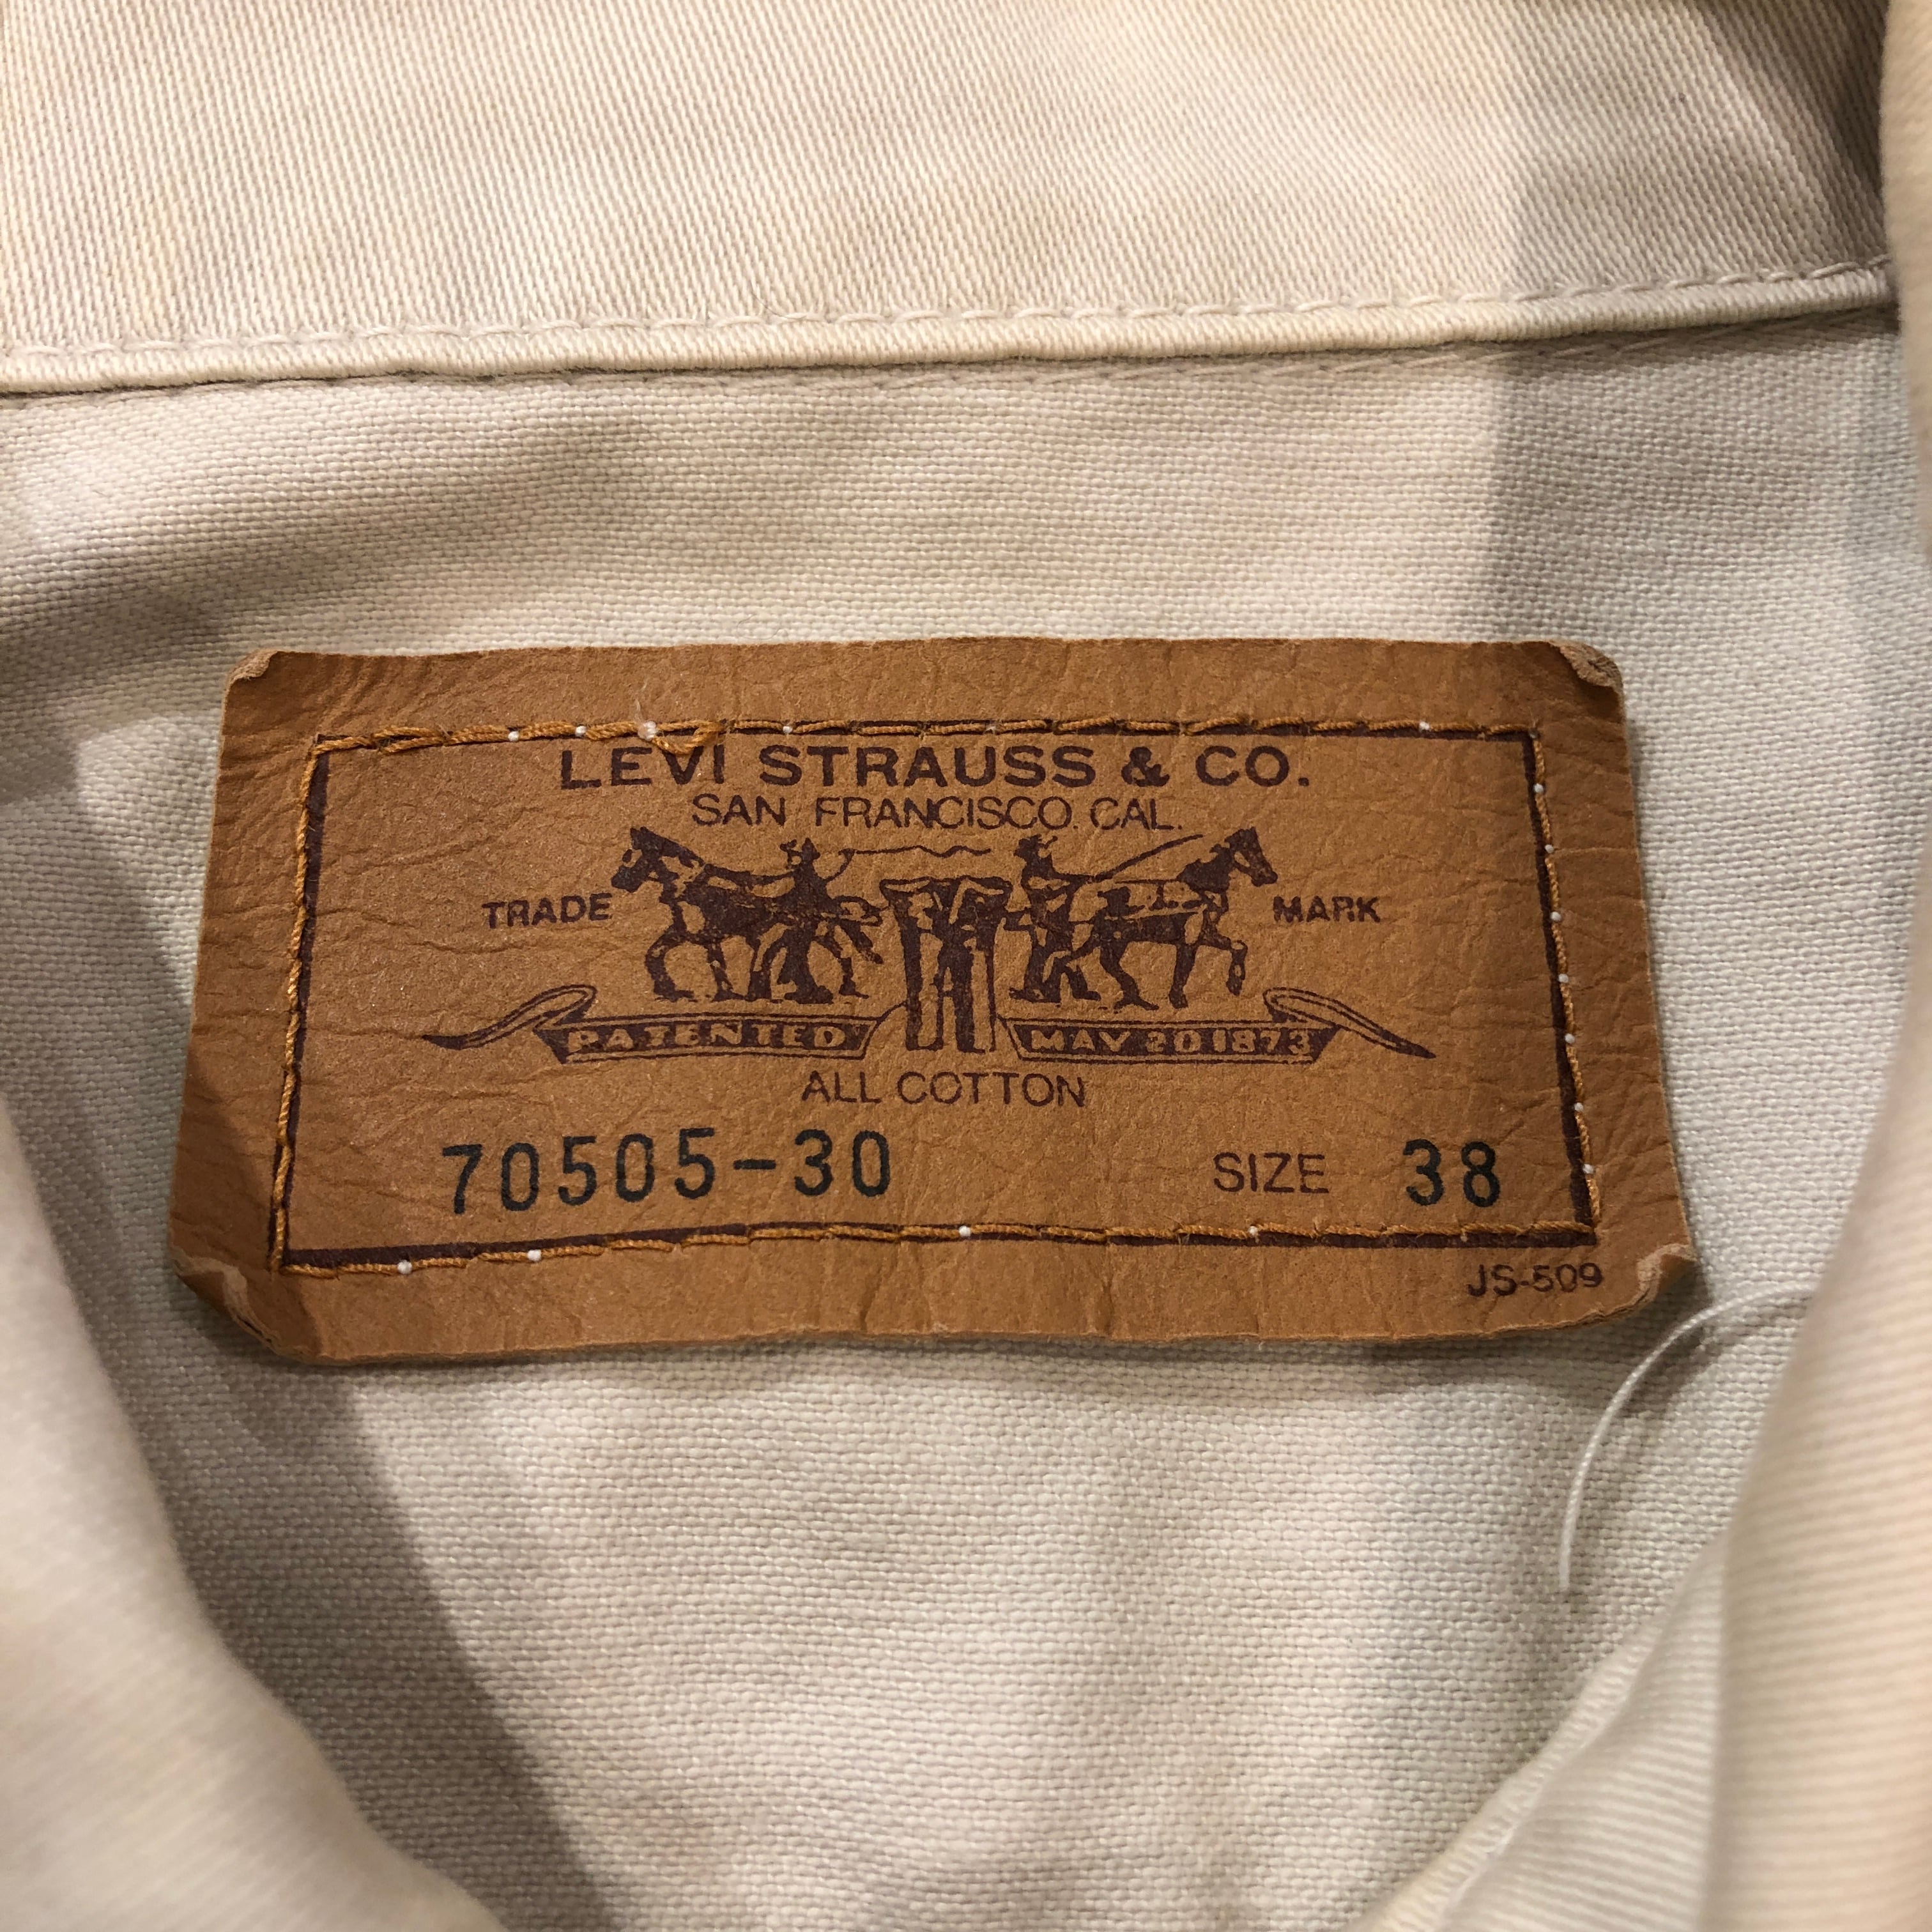 LEVI STRAUSS & CO.
SAN FRANCISCO. CAL.
TRADE MARK
PATENTED MAY 20 1873
ALL COTTON
70505-30 SIZE 38
JS-509